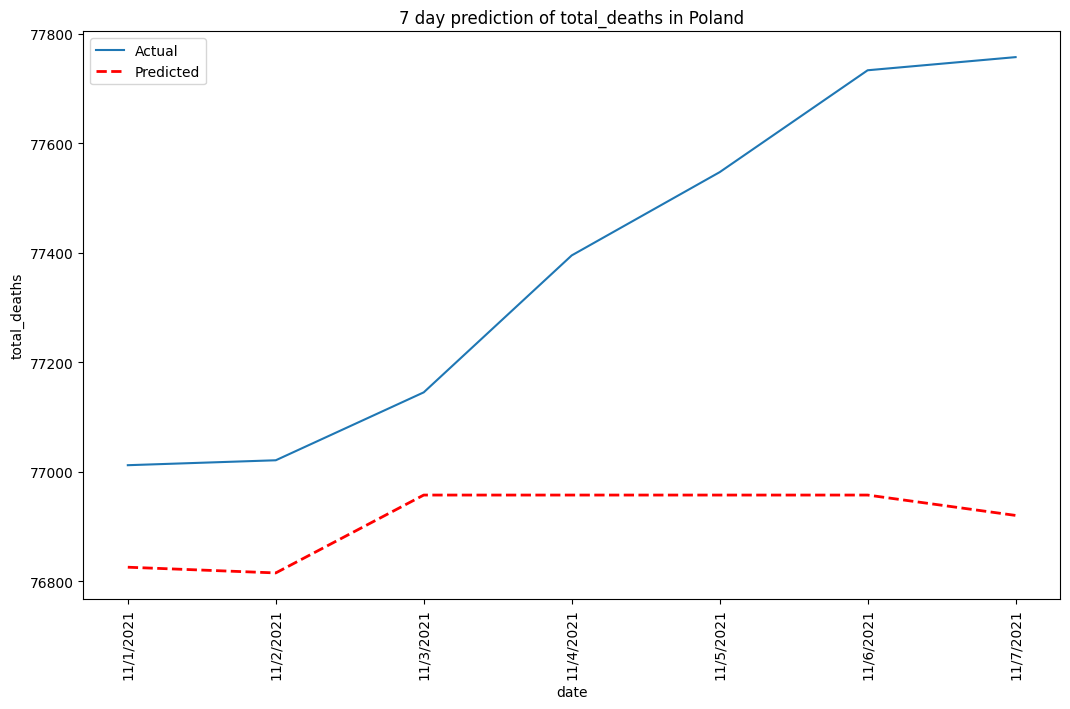 7 day prediction of total_deaths in Poland
Actual
Predicted
77800
77600
77400
77200
77000
76800
total_deaths
11/1/2021
11/2/2021
11/3/2021
11/4/2021
11/5/2021
11/6/2021
11/7/2021
date